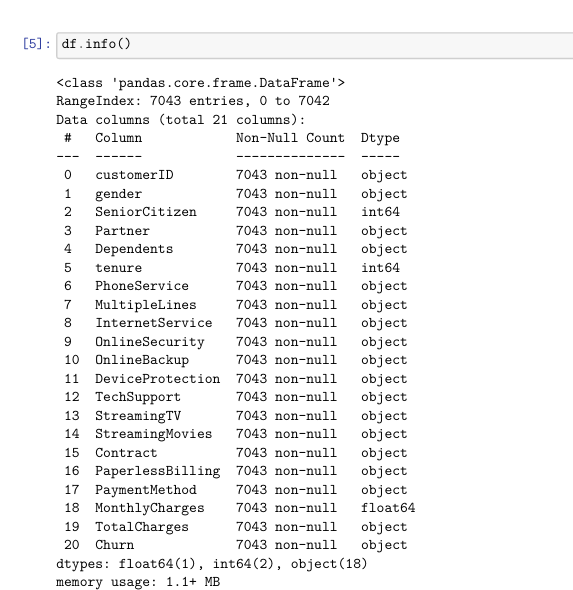 [5]: df.info()
<class 'pandas.core.frame.DataFrame'>
RangeIndex: 7043 entries, 0 to 7042
Data columns (total 21 columns):
 #   Column            Non-Null Count  Dtype
---  ------            --------------  -----
 0   customerID        7043 non-null   object
 1   gender            7043 non-null   object
 2   SeniorCitizen     7043 non-null   int64
 3   Partner           7043 non-null   object
 4   Dependents        7043 non-null   object
 5   tenure            7043 non-null   int64
 6   PhoneService      7043 non-null   object
 7   MultipleLines     7043 non-null   object
 8   InternetService   7043 non-null   object
 9   OnlineSecurity    7043 non-null   object
 10  OnlineBackup      7043 non-null   object
 11  DeviceProtection  7043 non-null   object
 12  TechSupport       7043 non-null   object
 13  StreamingTV       7043 non-null   object
 14  StreamingMovies   7043 non-null   object
 15  Contract          7043 non-null   object
 16  PaperlessBilling  7043 non-null   object
 17  PaymentMethod     7043 non-null   object
 18  MonthlyCharges    7043 non-null   float64
 19  TotalCharges      7043 non-null   object
 20  Churn             7043 non-null   object
dtypes: float64(1), int64(2), object(18)
memory usage: 1.1+ MB